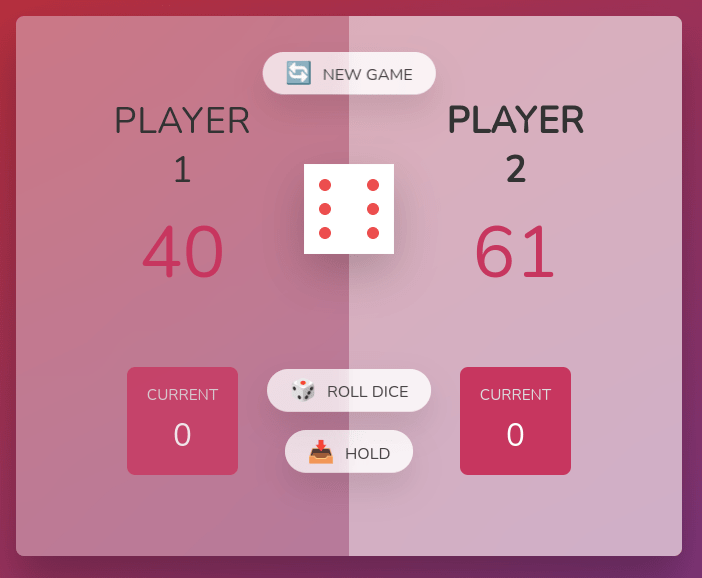 NEW GAME
PLAYER
1
40
CURRENT
0
PLAYER
2
61
CURRENT
0
ROLL DICE
HOLD